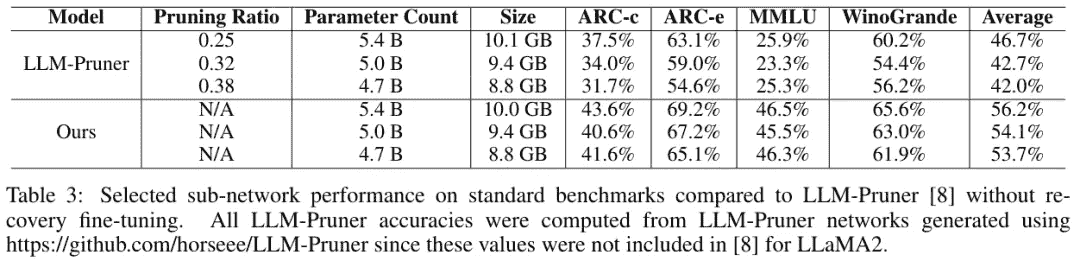 Model Pruning Ratio Parameter Count Size ARC-c ARC-e MMLU WinoGrande Average
0.25 5.4 B 10.1 GB 37.5% 63.1% 25.9% 60.2% 46.7%
LLM-Pruner 0.32 5.0 B 9.4 GB 34.0% 59.0% 23.3% 54.4% 42.7%
0.38 4.7 B 8.8 GB 31.7% 54.6% 25.3% 56.2% 42.0%
N/A 5.4 B 10.0 GB 43.6% 69.2% 46.5% 65.6% 56.2%
Ours N/A 5.0 B 9.4 GB 40.6% 67.2% 45.5% 63.0% 54.1%
N/A 4.7 B 8.8 GB 41.6% 65.1% 46.3% 61.9% 53.7%
Table 3: Selected sub-network performance on standard benchmarks compared to LLM-Pruner [8] without re-
covery fine-tuning. All LLM-Pruner accuracies were computed from LLM-Pruner networks generated using
https://github.com/horseee/LLM-Pruner since these values were not included in [8] for LLaMA2.